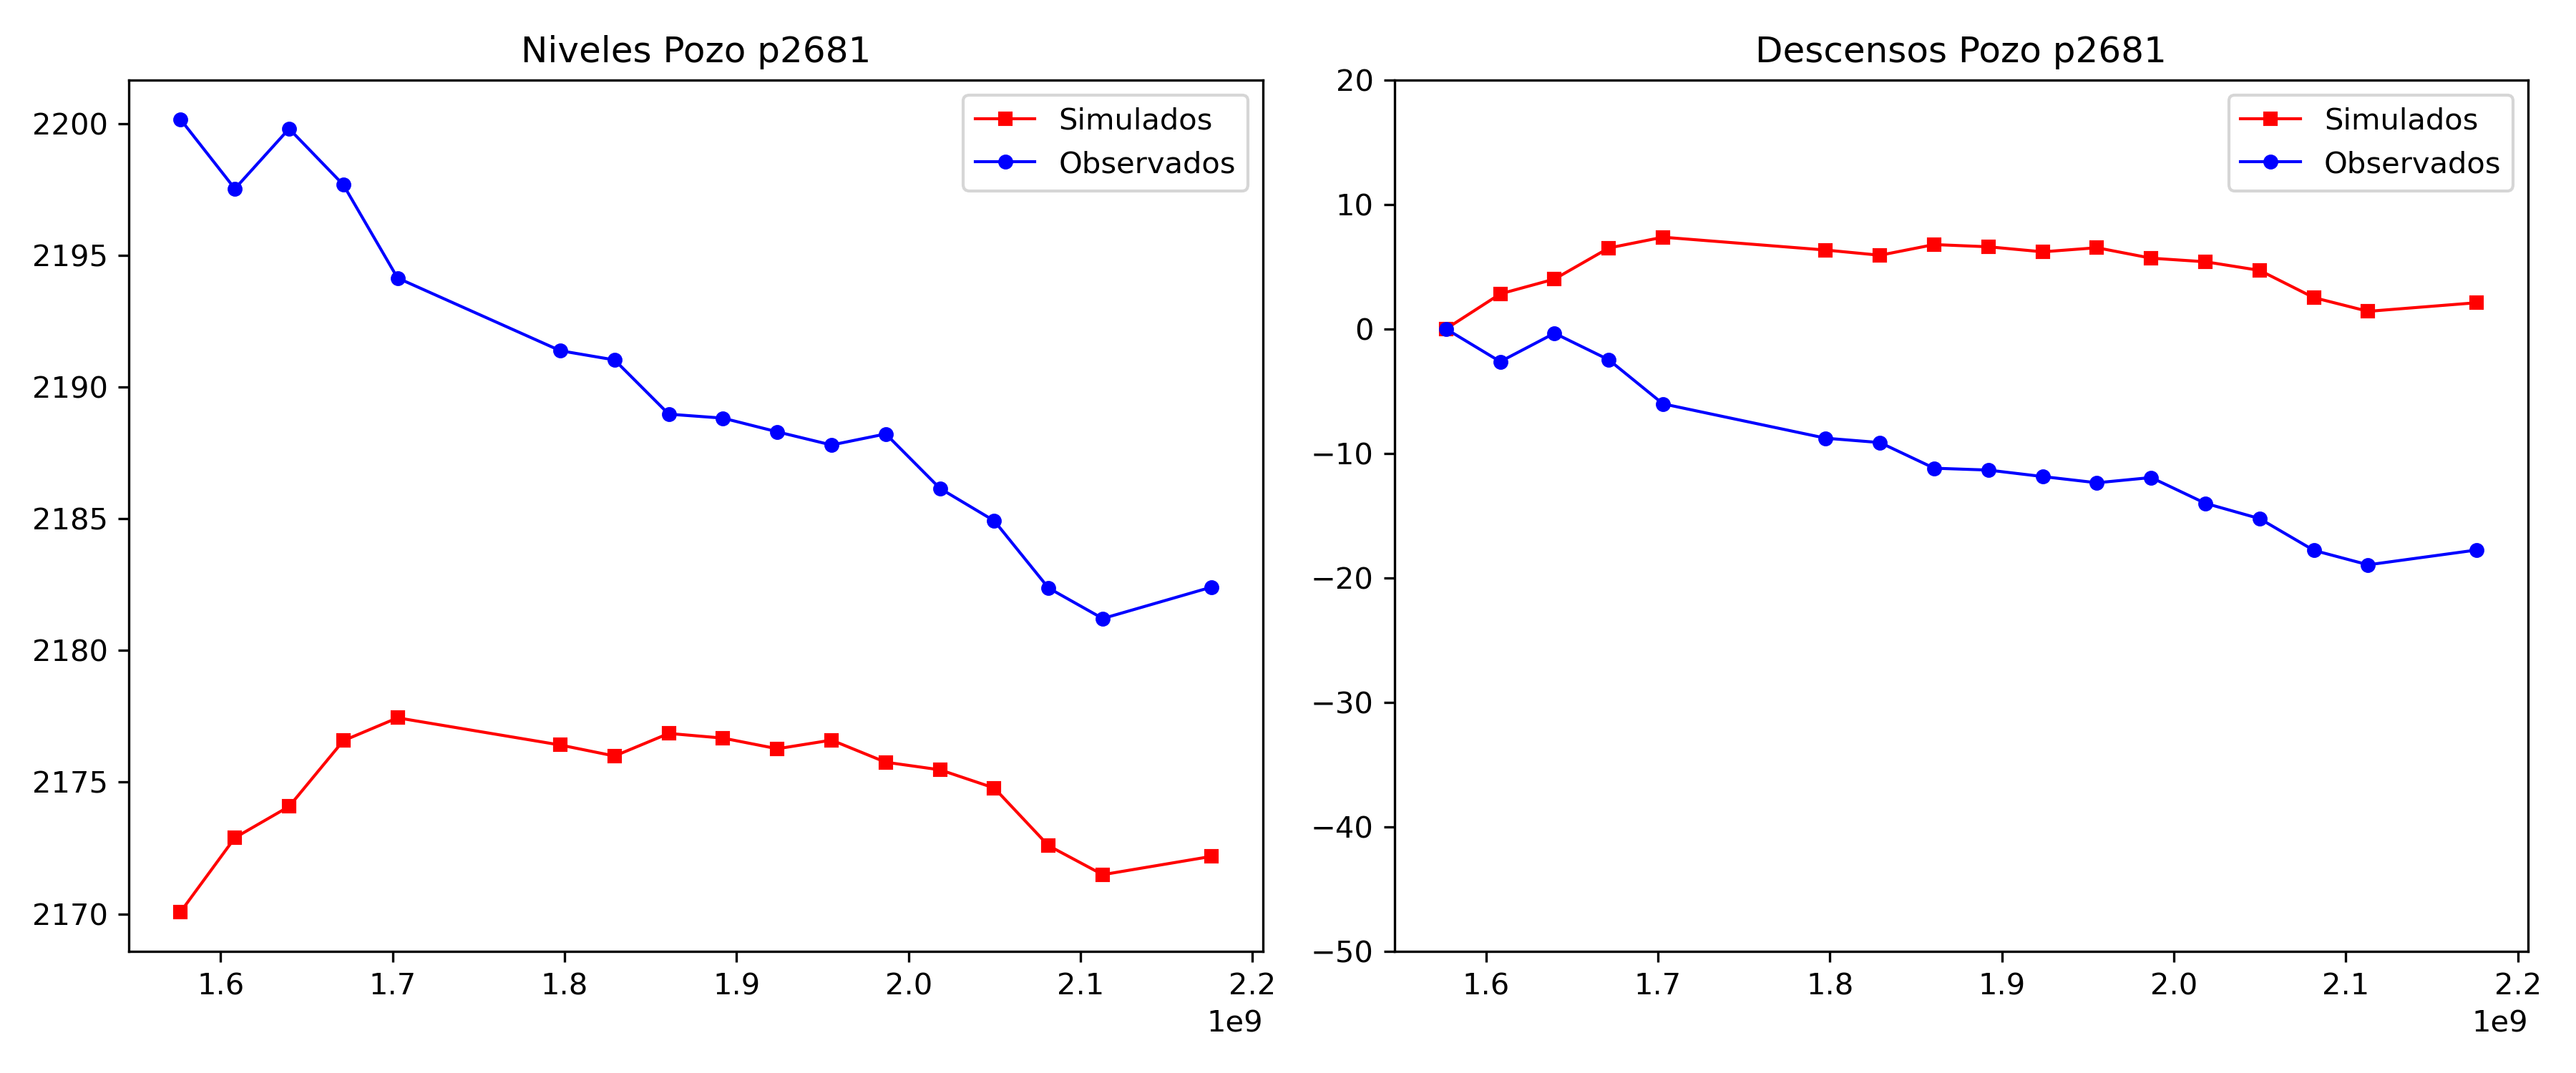 Niveles Pozo p2681
Simulados
Observados
2200
2195
2190
2185
2180
2175
2170
1.6 1.7 1.8 1.9 2.0 2.1 2.2
1e9
Descensos Pozo p2681
Simulados
Observados
20
10
0
−10
−20
−30
−40
−50
1.6 1.7 1.8 1.9 2.0 2.1 2.2
1e9